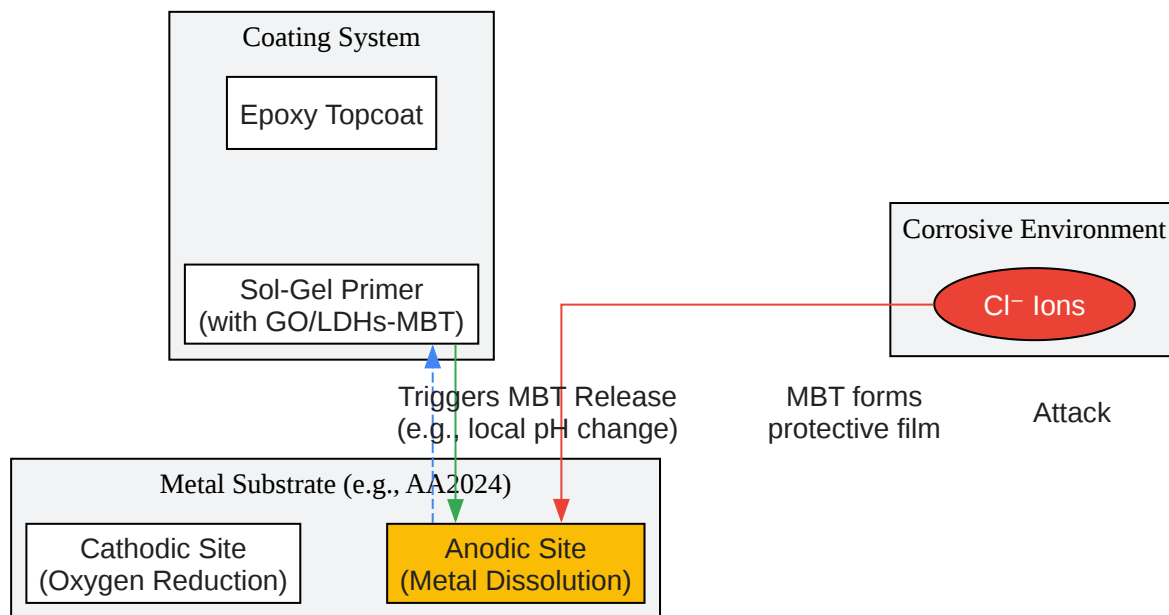 Coating System
Epoxy Topcoat
Corrosive Environment
Cl⁻ Ions
Sol-Gel Primer
(with GO/LDHs-MBT)
Triggers MBT Release
(e.g., local pH change)
MBT forms
protective film
Attack
Metal Substrate (e.g., AA2024)
Cathodic Site
(Oxygen Reduction)
Anodic Site
(Metal Dissolution)